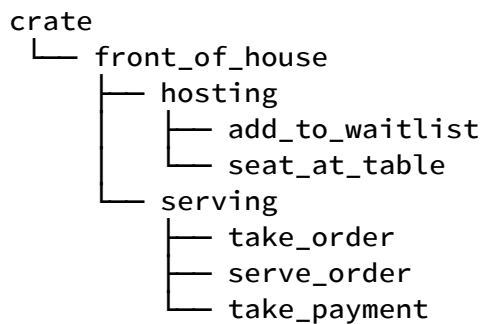 crate
front_of_house
hosting
add_to_waitlist
seat_at_table
serving
take_order
serve_order
take_payment